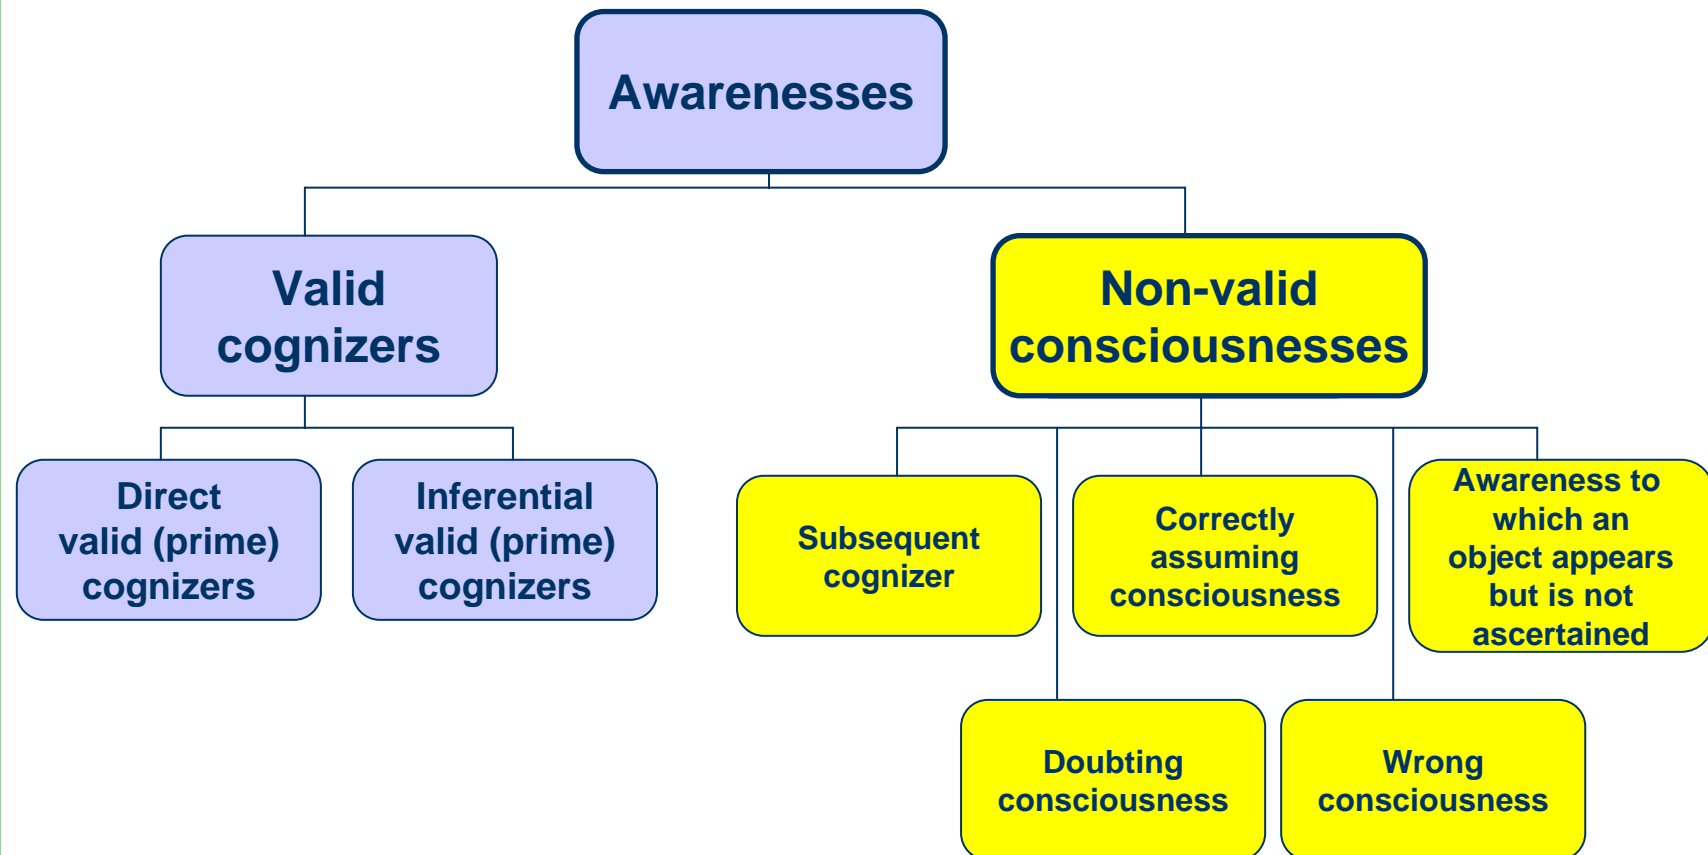 Awarenesses
Valid
cognizers
Non-valid
consciousnesses
Direct
valid (prime)
cognizers
Inferential
valid (prime)
cognizers
Subsequent
cognizer
Correctly
assuming
consciousness
Awareness to
which an
object appears
but is not
ascertained
Doubting
consciousness
Wrong
consciousness